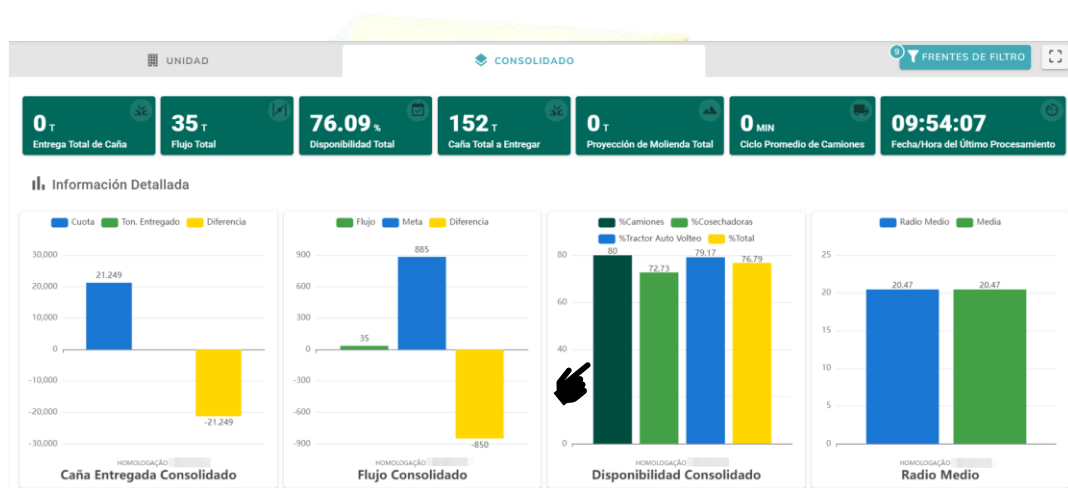 UNIDAD
CONSOLIDADO
9
FRENTES DE FILTRO
0 T
Entrega Total de Caña
35 T
Flujo Total
76.09 %
Disponibilidad Total
152 T
Caña Total a Entregar
0 T
Proyección de Molienda Total
0 MIN
Ciclo Promedio de Camiones
09:54:07
Fecha/Hora del Último Procesamiento
Información Detallada
Cuota Ton. Entregado Diferencia
30,000
20,000
10,000
0
-10,000
-20,000
-30,000
21.249
-21.249
HOMOLOGAÇÃO
Caña Entregada Consolidado
Flujo Meta Diferencia
900
600
300
0
-300
-600
-900
35
885
-850
HOMOLOGAÇÃO
Flujo Consolidado
%Camiones %Cosechadoras
%Tractor Auto Volteo %Total
80
60
40
0
80
72.73
79.17
76.79
HOMOLOGAÇÃO
Disponibilidad Consolidado
Radio Medio Media
25
20
15
10
5
0
20.47
20.47
HOMOLOGAÇÃO
Radio Medio